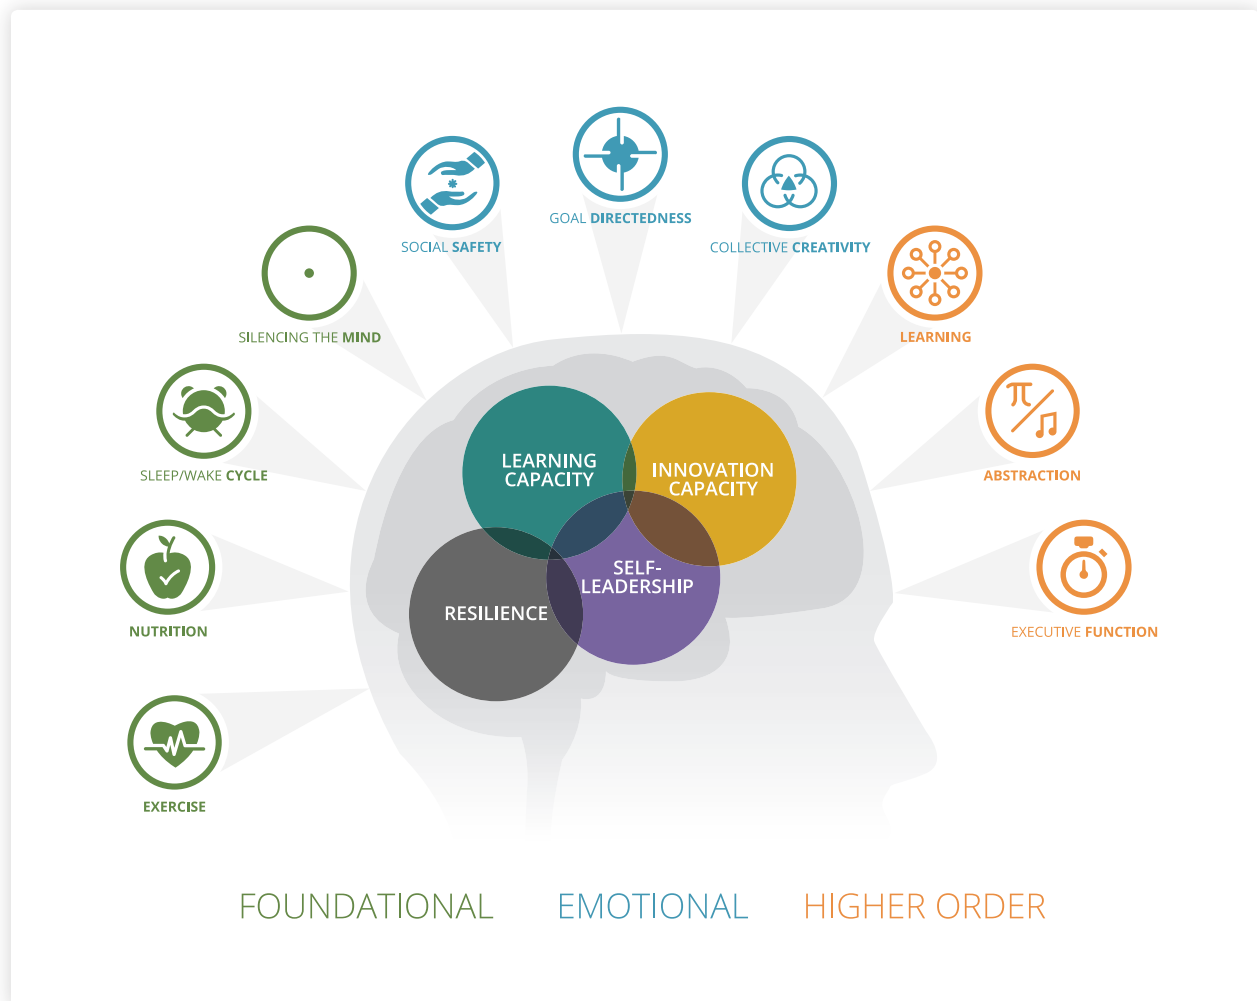 GOAL DIRECTEDNESS
SOCIAL SAFETY
COLLECTIVE CREATIVITY
SILENCING THE MIND
LEARNING
SLEEP/WAKE CYCLE
ABSTRACTION
NUTRITION
EXECUTIVE FUNCTION
EXERCISE
LEARNING
CAPACITY
INNOVATION
CAPACITY
SELF-
LEADERSHIP
RESILIENCE
π
FOUNDATIONAL
EMOTIONAL
HIGHER ORDER